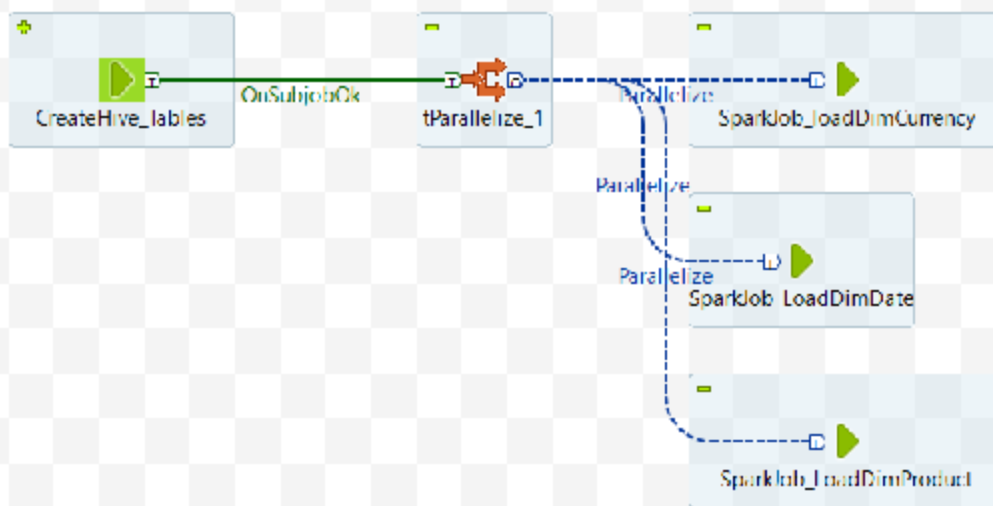 CreateHive_Tables
OnSubjobOk
tParallelize_1
Parallelize
SparkJob_loadDimCurrency
Parallelize
Parallelize
SparkJob_LoadDimDate
SparkJob_LoadDimProduct